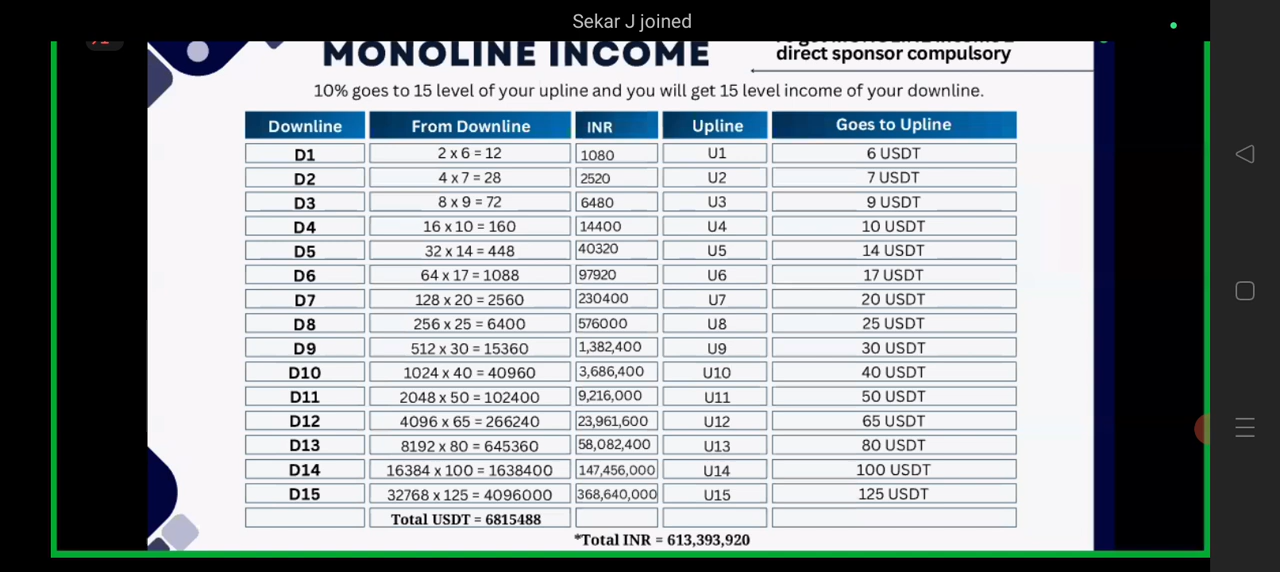 Sekar J joined
MONOLINE INCOME
direct sponsor compulsory
10% goes to 15 level of your upline and you will get 15 level income of your downline.
Downline From Downline INR Upline Goes to Upline
D1 2 x 6 = 12 1080 U1 6 USDT
D2 4 x 7 = 28 2520 U2 7 USDT
D3 8 x 9 = 72 6480 U3 9 USDT
D4 16 x 10 = 160 14400 U4 10 USDT
D5 32 x 14 = 448 40320 U5 14 USDT
D6 64 x 17 = 1088 97920 U6 17 USDT
D7 128 x 20 = 2560 230400 U7 20 USDT
D8 256 x 25 = 6400 576000 U8 25 USDT
D9 512 x 30 = 15360 1,382,400 U9 30 USDT
D10 1024 x 40 = 40960 3,686,400 U10 40 USDT
D11 2048 x 50 = 102400 9,216,000 U11 50 USDT
D12 4096 x 65 = 266240 23,961,600 U12 65 USDT
D13 8192 x 80 = 645360 58,082,400 U13 80 USDT
D14 16384 x 100 = 1638400 147,456,000 U14 100 USDT
D15 32768 x 125 = 4096000 368,640,000 U15 125 USDT
Total USDT = 6815488
*Total INR = 613,393,920